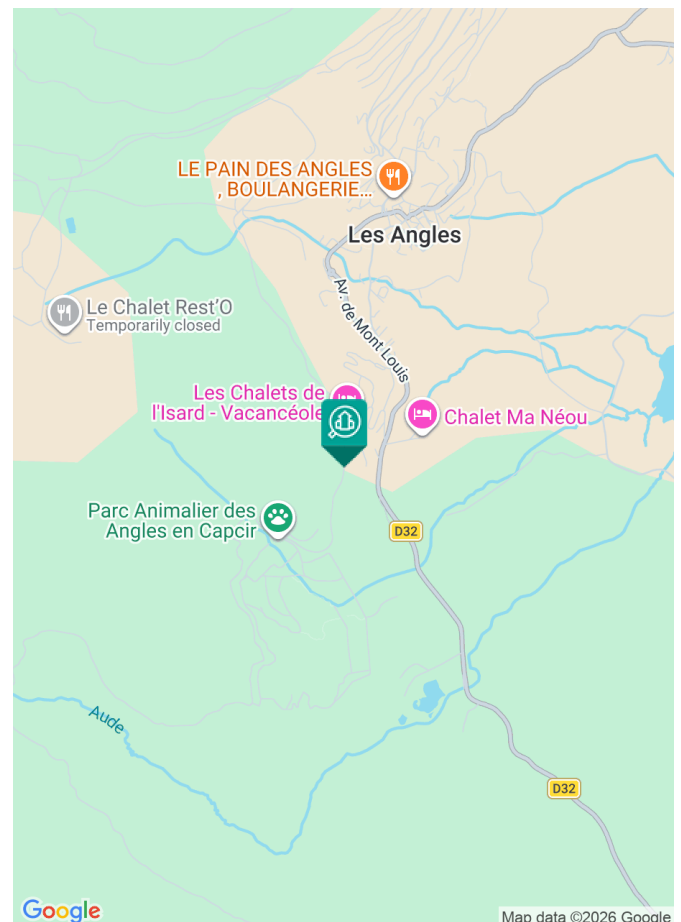 LE PAIN DES ANGLES
, BOULANGERIE...
Les Angles
Av. de Mont Louis
Le Chalet Rest'O
Temporarily closed
Les Chalets de
l'Isard - Vacancéole
Chalet Ma Néou
Parc Animalier des
Angles en Capcir
D32
Aude
D32
Google
Map data ©2026 Google